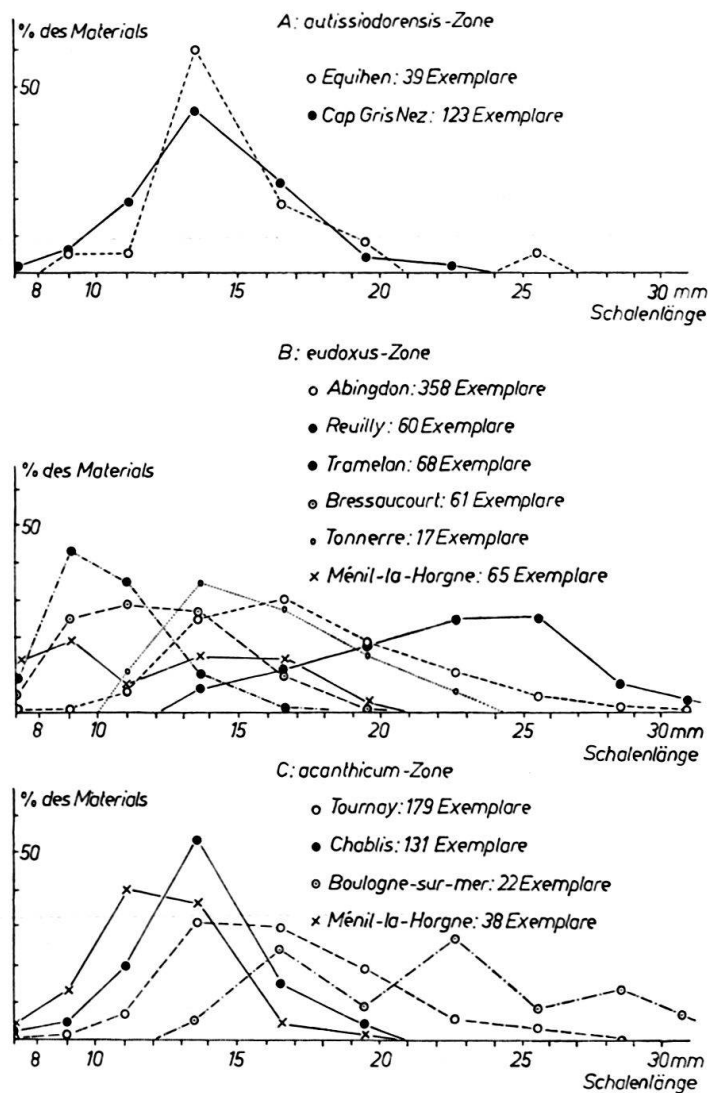 % des Materials
A: autissiodorensis-Zone
Equihen: 39 Exemplare
Cap Gris Nez: 123 Exemplare
50
8 10 15 20 25 30 mm
Schalenlänge
B: eudoxus-Zone
Abingdon: 358 Exemplare
Reuilly: 60 Exemplare
Tramelan: 68 Exemplare
Bressaucourt: 61 Exemplare
Tonnerre: 17 Exemplare
Ménil-la-Horgne: 65 Exemplare
% des Materials
50
8 10 15 20 25 30mm
Schalenlänge
C: acanthicum-Zone
% des Materials
Tournay: 179 Exemplare
Chablis: 131 Exemplare
Boulogne-sur-mer: 22 Exemplare
Ménil-la-Horgne: 38 Exemplare
50
8 10 15 20 25 30mm
Schalenlänge